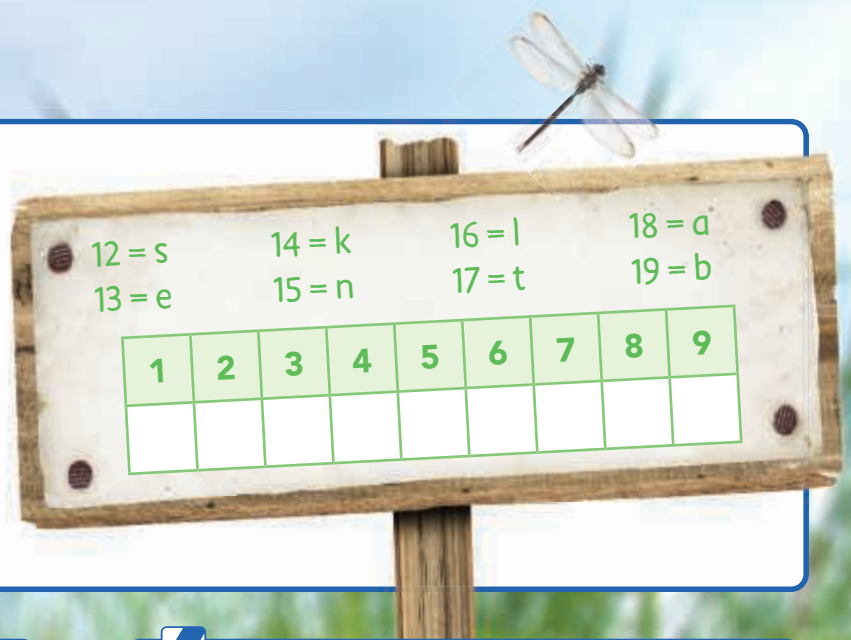 12 = s 14 = k 16 = l 18 = a
13 = e 15 = n 17 = t 19 = b
1 2 3 4 5 6 7 8 9